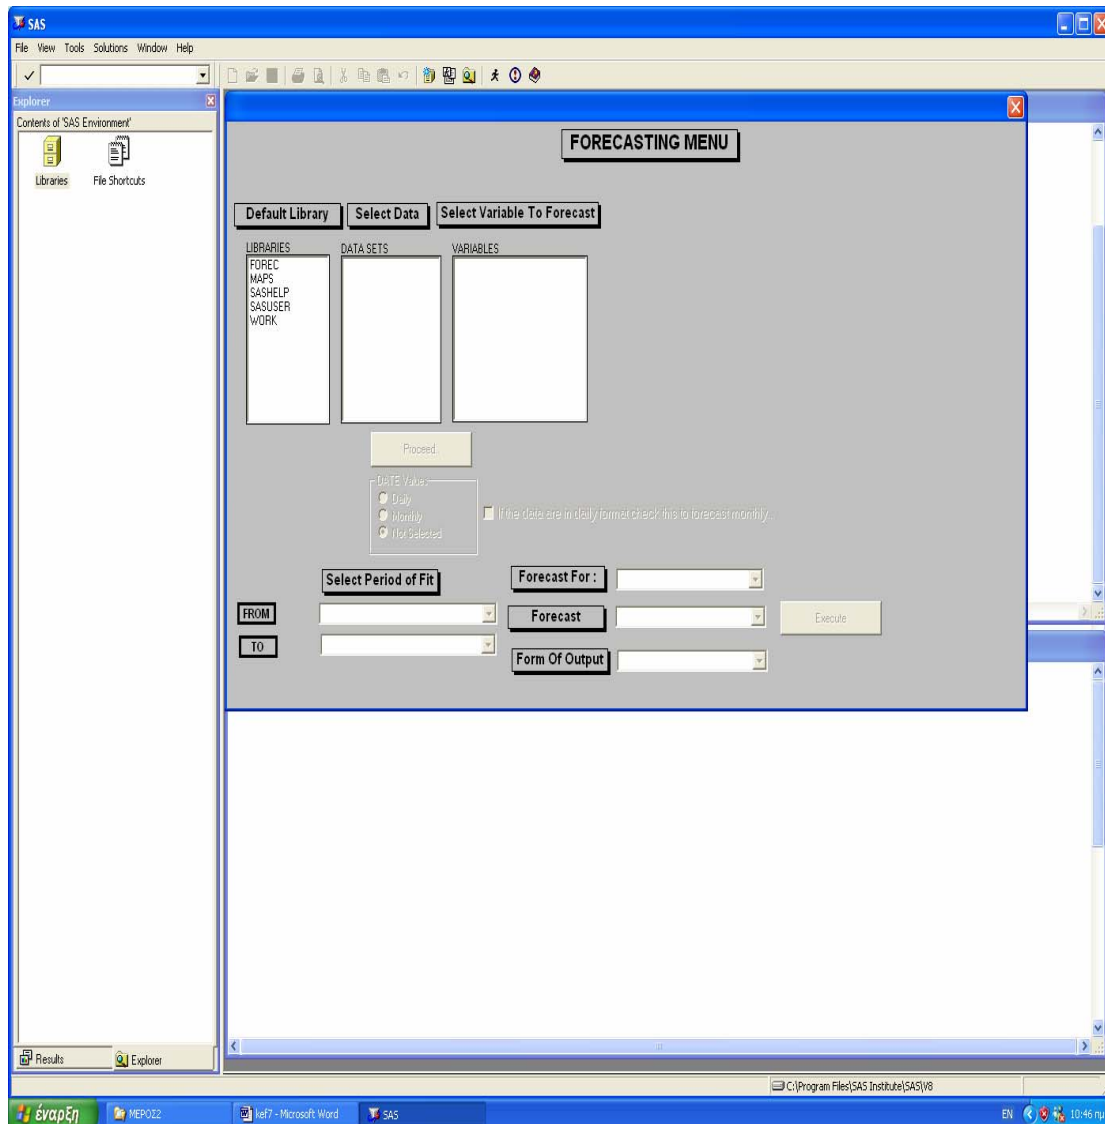 SAS
File View Tools Solutions Window Help
Explorer
Contents of 'SAS Environment'
Libraries
File Shortcuts
FORECASTING MENU
Default Library
Select Data
Select Variable To Forecast
LIBRARIES
DATA SETS
VARIABLES
FOREC
MAPS
SASHELP
SASUSER
WORK
Proceed
DATE Value
Daily
Monthly
Not Selected
If the data are in daily format check this to forecast monthly.
Select Period of Fit
Forecast For :
FROM
Forecast
Execute
TO
Form Of Output
Results
Explorer
C:\Program Files\SAS Institute\SAS\V8
έναρξη
ΜΕΡΟΣ2
kef7 - Microsoft Word
SAS
EN
10:46 πμ